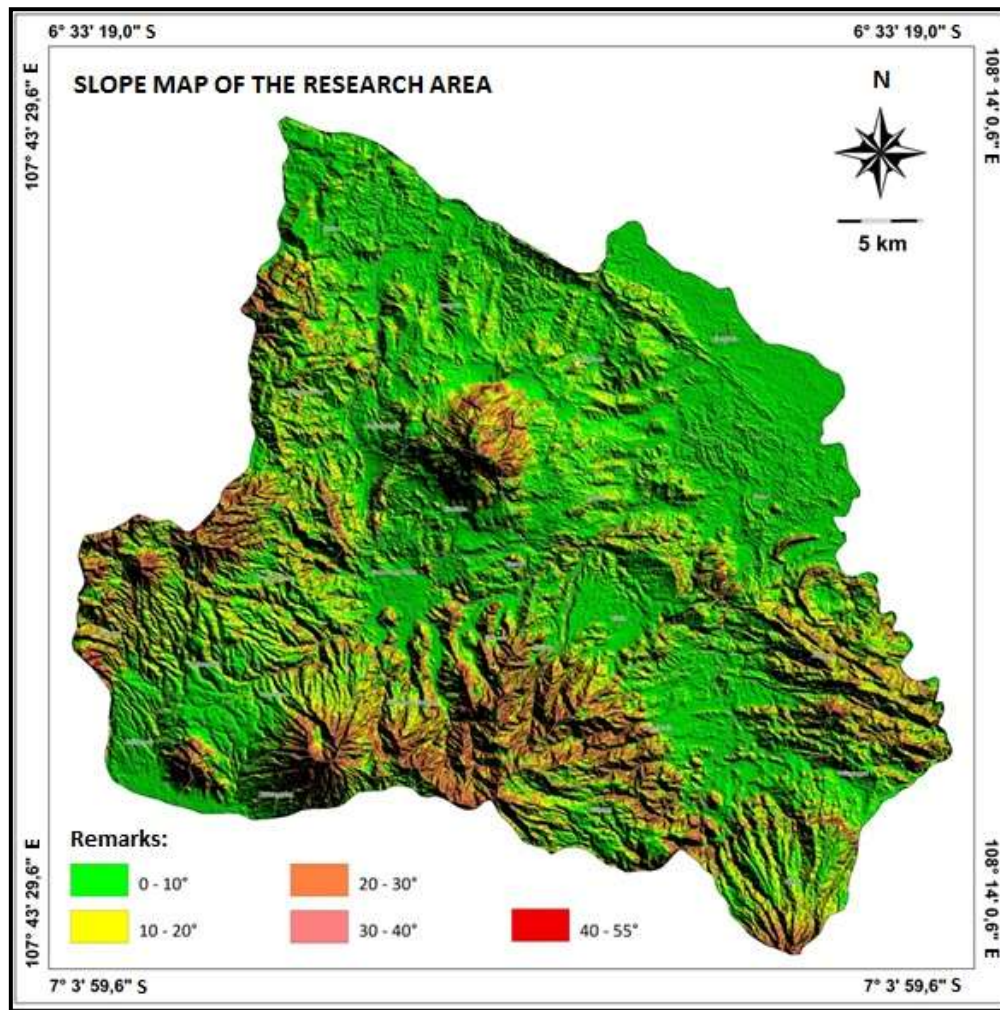 6° 33' 19,0" S
6° 33' 19,0" S
107° 43' 29,6" E
108° 14' 0,6" E
SLOPE MAP OF THE RESEARCH AREA
N
5 km
Remarks:
0 - 10°
20 - 30°
10 - 20°
30 - 40°
40 - 55°
107° 43' 29,6" E
108° 14' 0,6" E
7° 3' 59,6" S
7° 3' 59,6" S